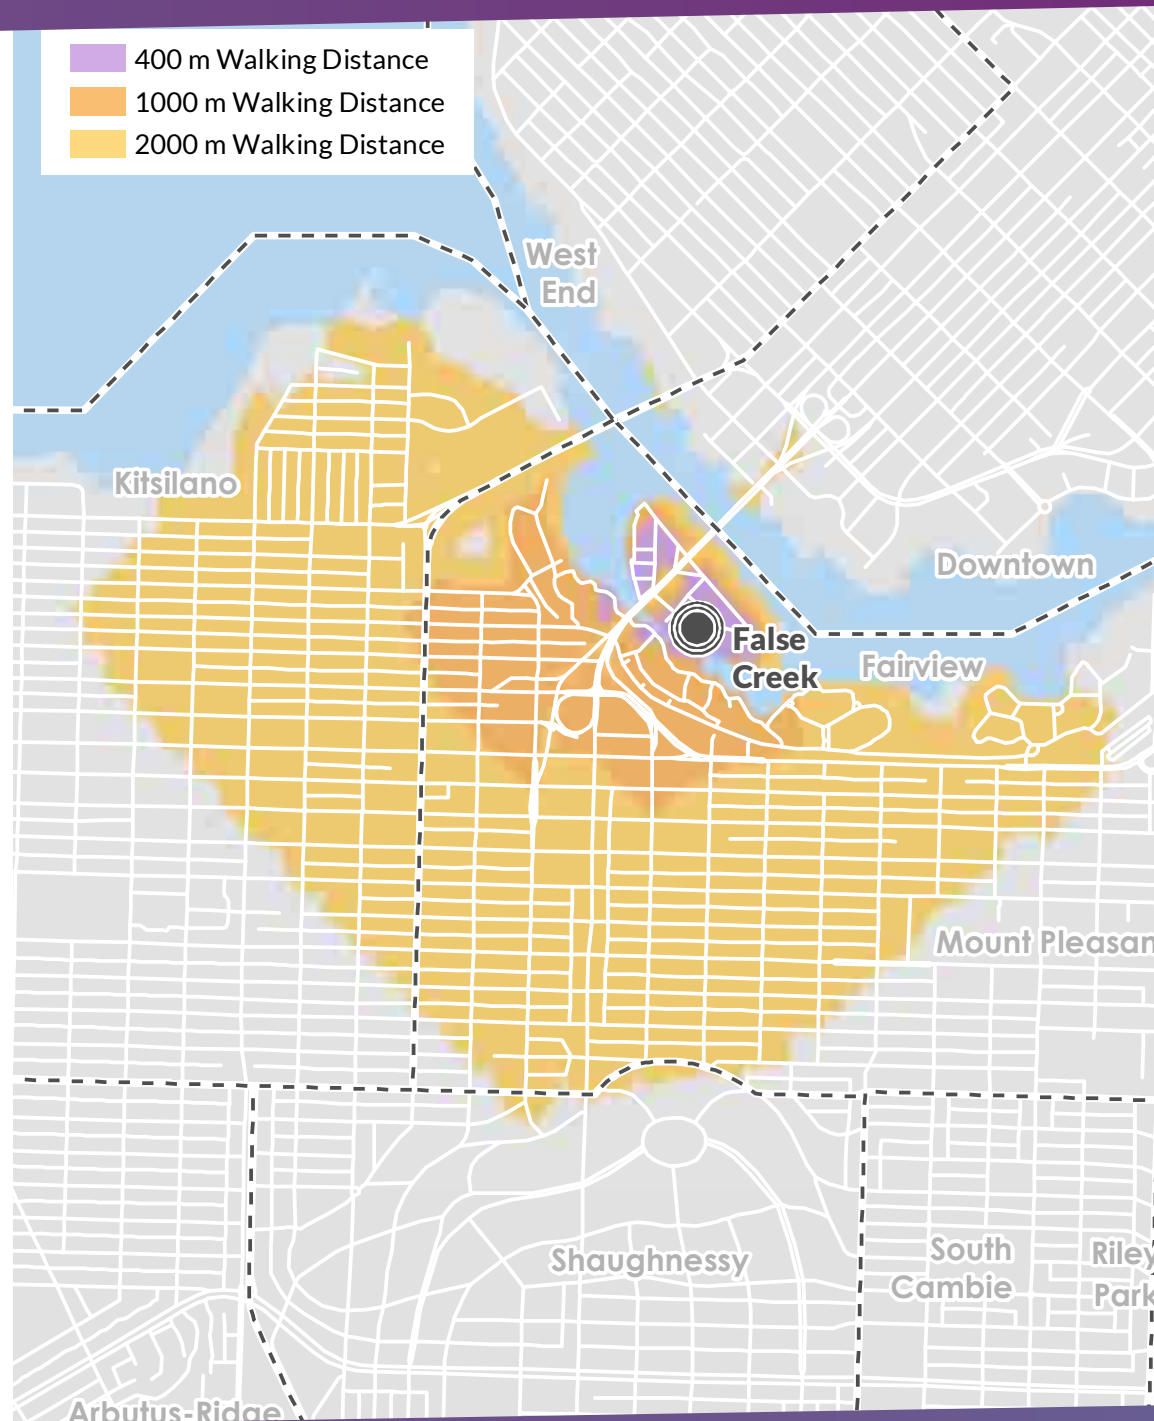 400 m Walking Distance
1000 m Walking Distance
2000 m Walking Distance
West
End
Kitsilano
Downtown
False
Creek
Fairview
Mount Pleasan
Shaughnessy
South
Cambie
Riley
Park
Arbutus-Ridge